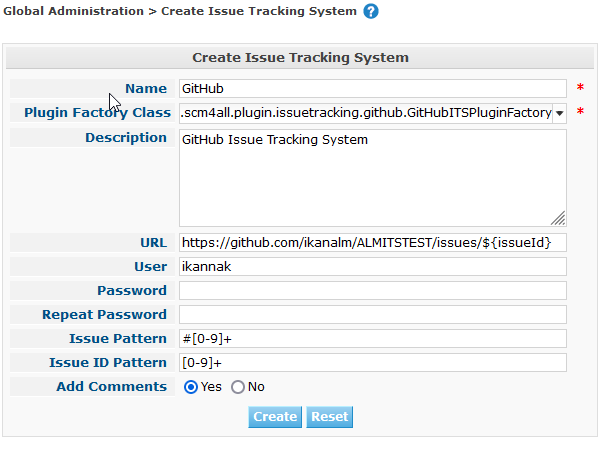 Global Administration > Create Issue Tracking System ?
Create Issue Tracking System
Name GitHub *
Plugin Factory Class .scm4all.plugin.issuetracking.github.GitHubITSPluginFactory *
Description GitHub Issue Tracking System
URL https://github.com/ikanalm/ALMITSTEST/issues/${issueId}
User ikannak
Password
Repeat Password
Issue Pattern #[0-9]+
Issue ID Pattern [0-9]+
Add Comments Yes No
Create Reset